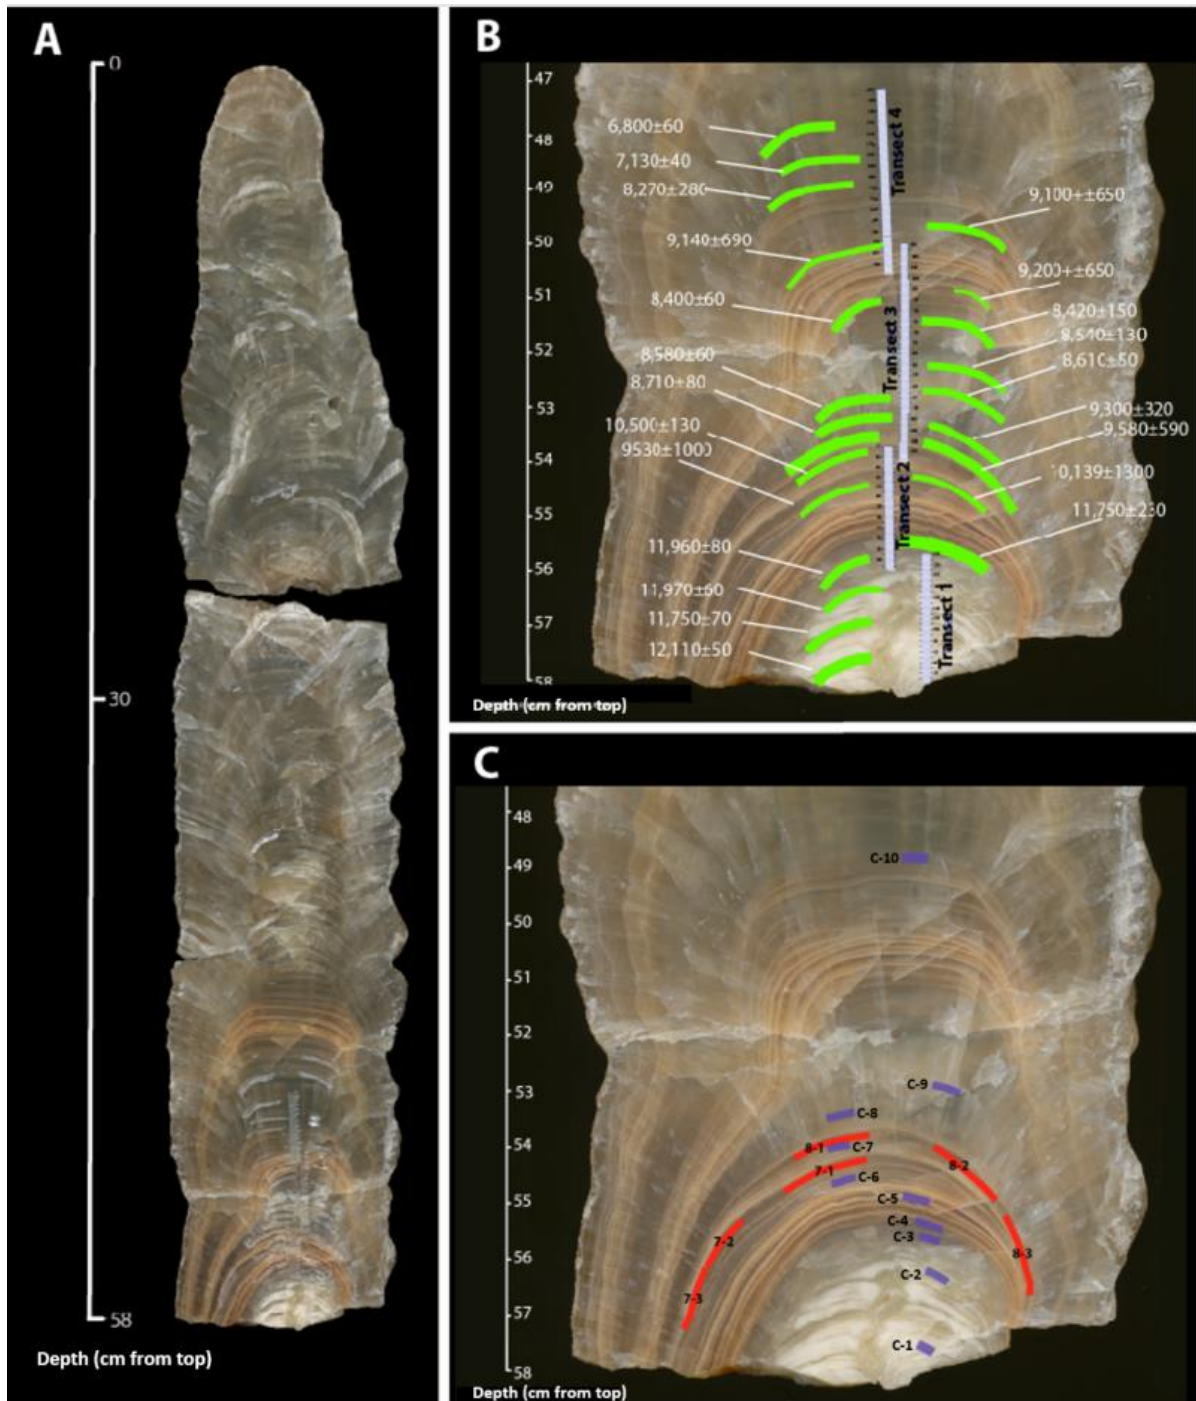 A
0
30
58
Depth (cm from top)
B
47
48
49
50
51
52
53
54
55
56
57
58
6,800±60
7,130±40
8,270±280
9,140±690
8,400±60
8,580±60
8,710±80
10,500±130
9530±1000
11,960±80
11,970±60
11,750±70
12,110±50
9,100+±650
9,200+±650
8,420±150
8,540±130
8,610±50
9,300±320
9,580±590
10,139±1300
11,750±230
Transect 4
Transect 3
Transect 2
Transect 1
Depth (cm from top)
C
48
49
50
51
52
53
54
55
56
57
58
C-10
C-9
C-8
8-1
C-7
7-1
C-6
8-2
C-5
C-4
C-3
7-2
8-3
C-2
7-3
C-1
Depth (cm from top)